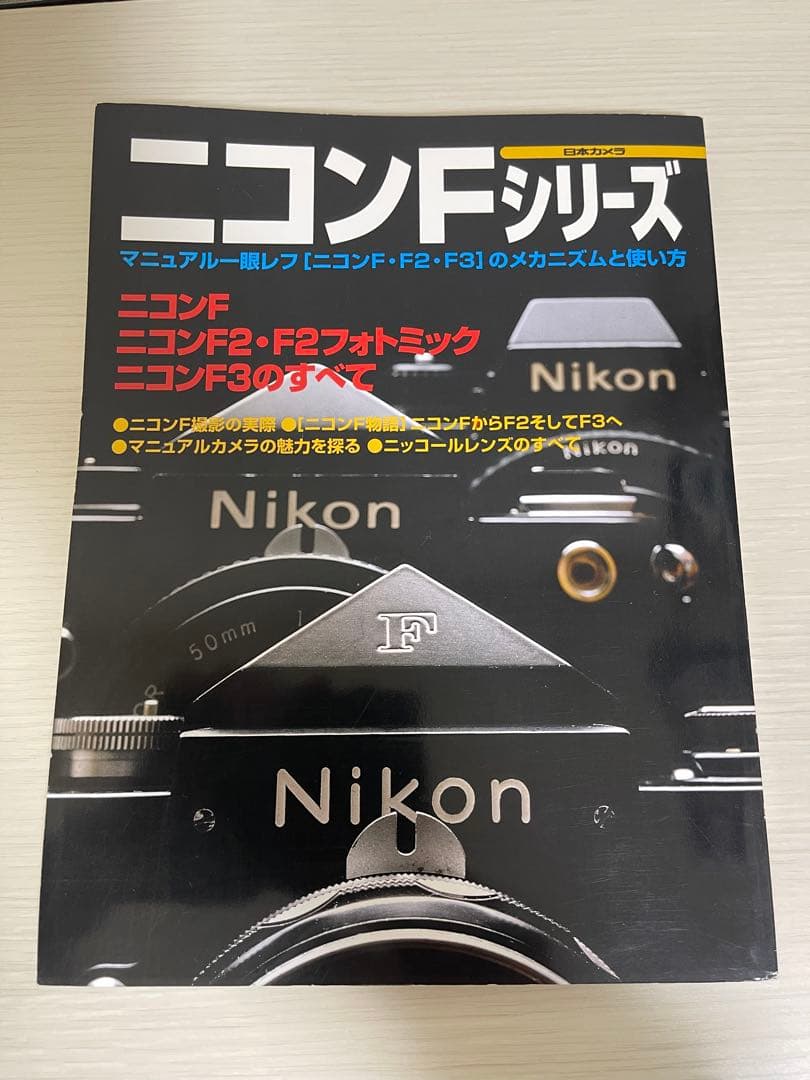 日本カメラ
ニコンFシリーズ
マニュアル一眼レフ[ニコンF・F2・F3]のメカニズムと使い方
ニコンF
ニコンF2・F2フォトミック
ニコンF3のすべて
●ニコンF撮影の実際 ●[ニコンF物語]ニコンFからF2そしてF3へ
●マニュアルカメラの魅力を探る ●ニッコールレンズのすべて
Nikon
Nikon
Nikon
50mm 1
F
Nikon